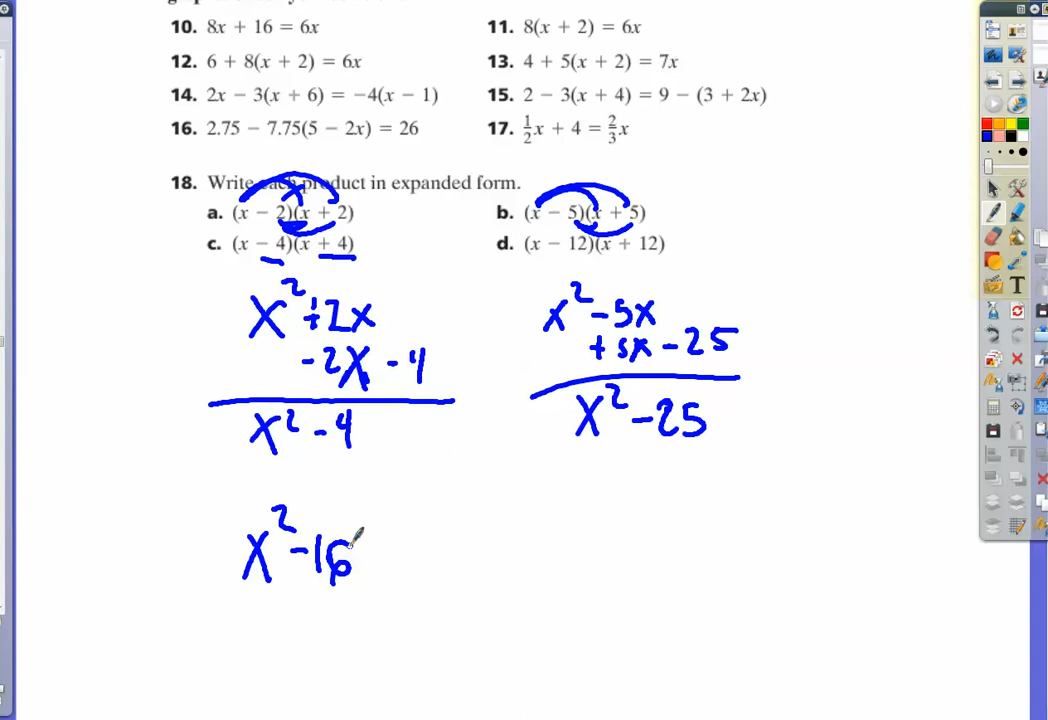 10. 8x + 16 = 6x
11. 8(x + 2) = 6x
12. 6 + 8(x + 2) = 6x
13. 4 + 5(x + 2) = 7x
14. 2x − 3(x + 6) = −4(x − 1)
15. 2 − 3(x + 4) = 9 − (3 + 2x)
16. 2.75 − 7.75(5 − 2x) = 26
17. 1/2x + 4 = 2/3x
18. Write each product in expanded form.
a. (x − 2)(x + 2)
b. (x − 5)(x + 5)
c. (x − 4)(x + 4)
d. (x − 12)(x + 12)
x² + 2x
− 2x − 4
x² − 4
x² − 5x
+ 5x − 25
x² − 25
x² − 16
T